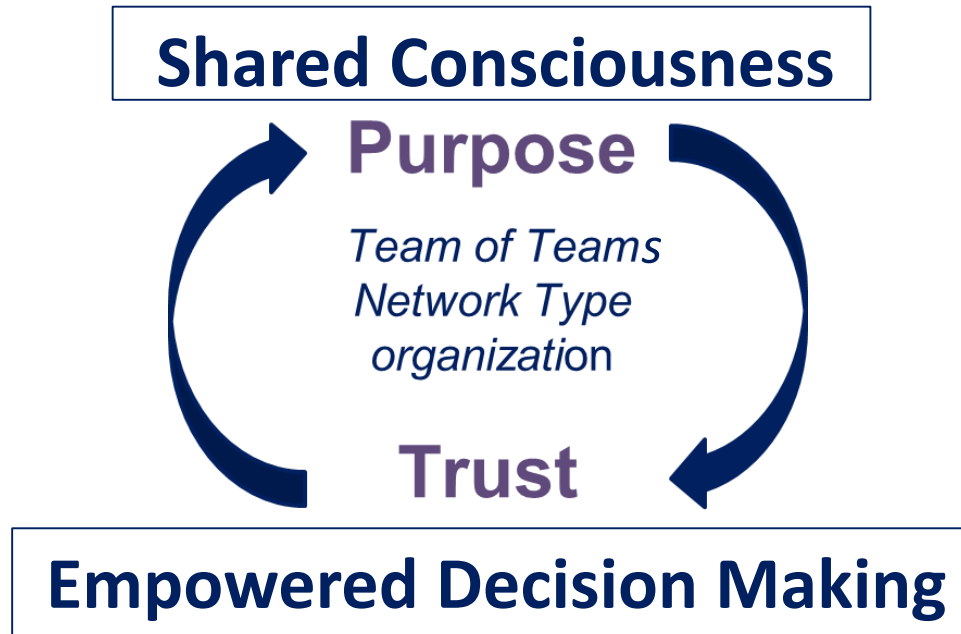 Shared Consciousness
Purpose
Team of Teams
Network Type
organization
Trust
Empowered Decision Making